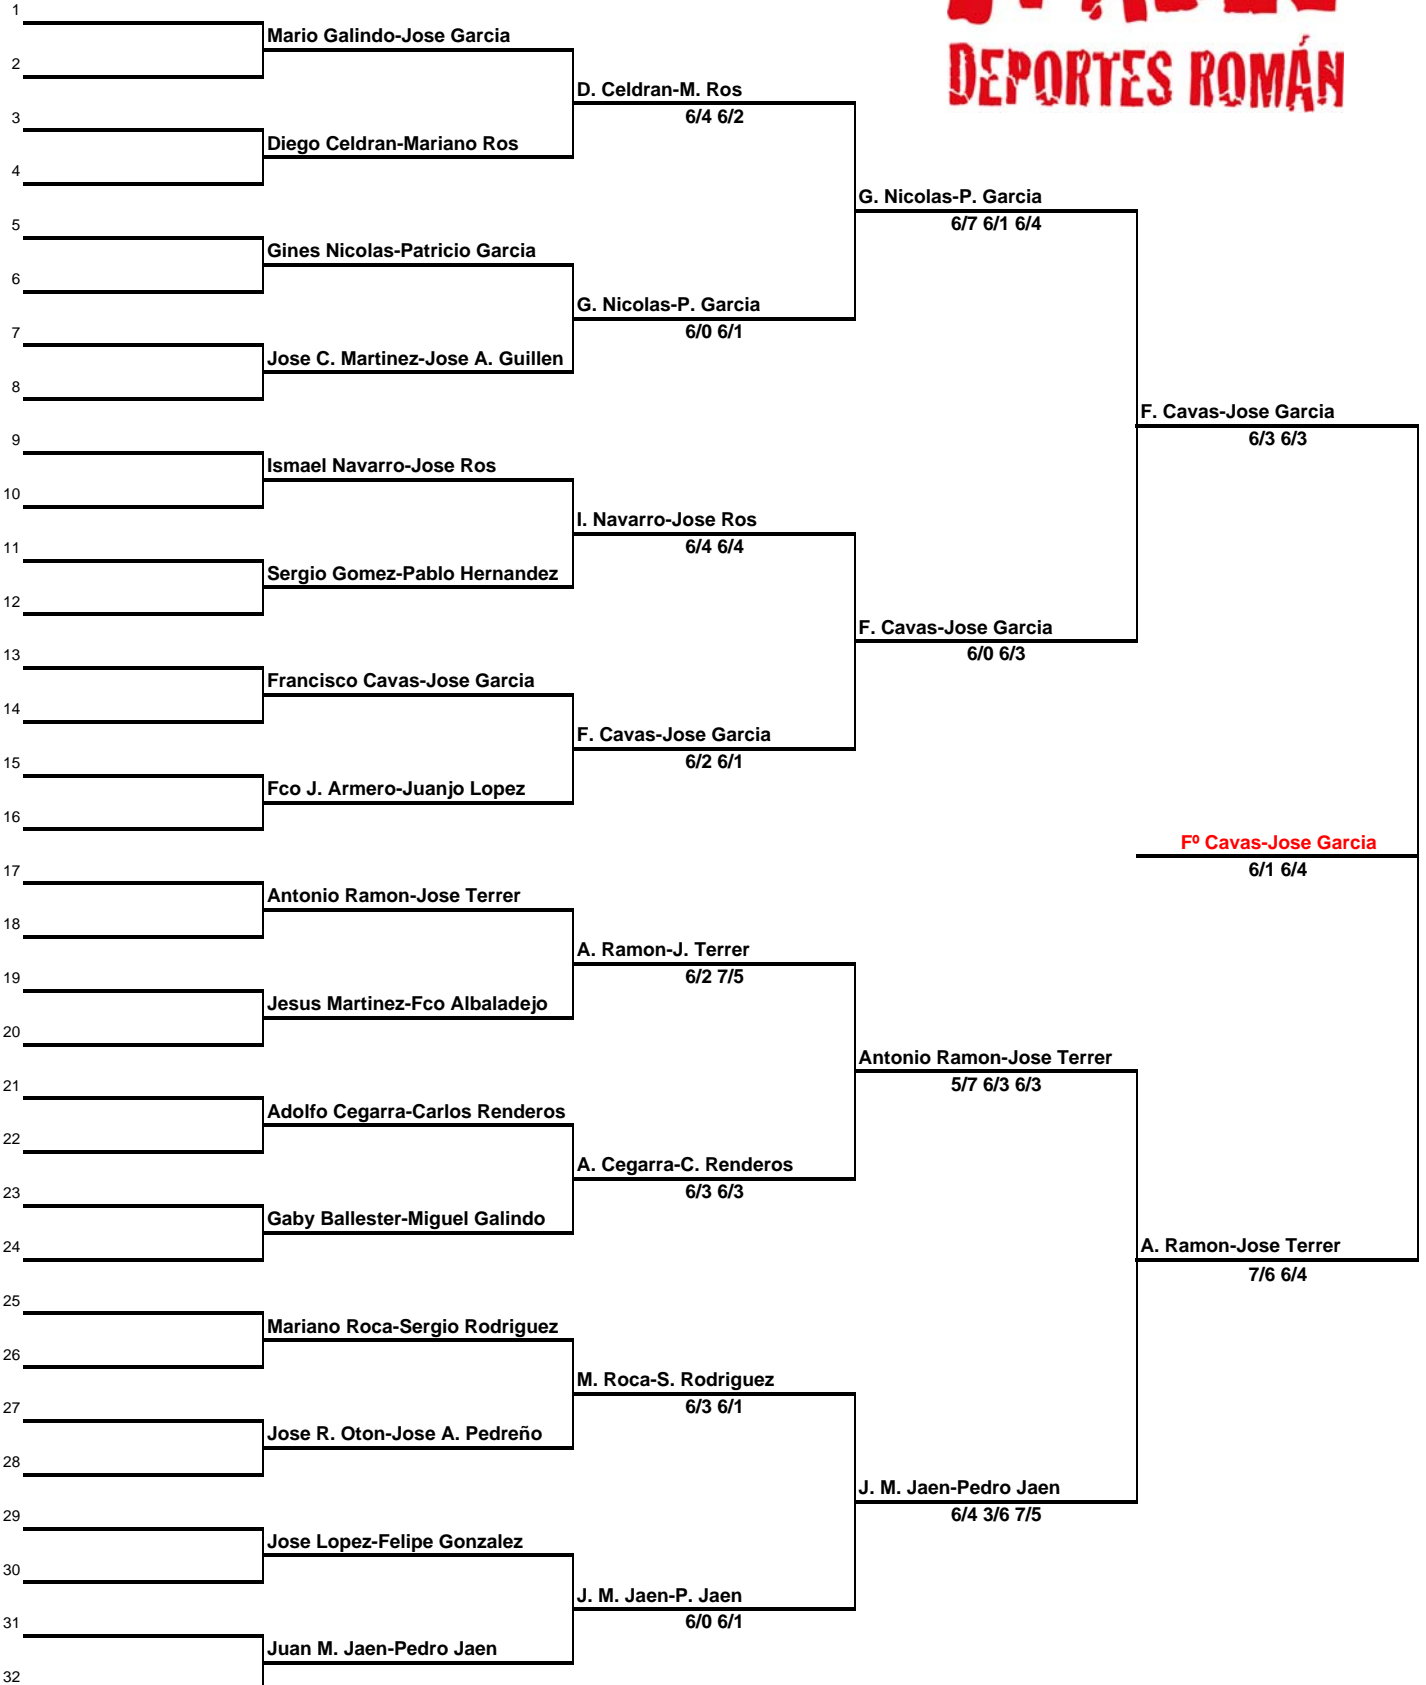 DEPORTES ROMÁN
1
Mario Galindo-Jose Garcia
2
D. Celdran-M. Ros
6/4 6/2
3
Diego Celdran-Mariano Ros
4
G. Nicolas-P. Garcia
6/7 6/1 6/4
5
Gines Nicolas-Patricio Garcia
6
G. Nicolas-P. Garcia
6/0 6/1
7
Jose C. Martinez-Jose A. Guillen
8
F. Cavas-Jose Garcia
6/3 6/3
9
Ismael Navarro-Jose Ros
10
I. Navarro-Jose Ros
6/4 6/4
11
Sergio Gomez-Pablo Hernandez
12
F. Cavas-Jose Garcia
6/0 6/3
13
Francisco Cavas-Jose Garcia
14
F. Cavas-Jose Garcia
6/2 6/1
15
Fco J. Armero-Juanjo Lopez
16
Fº Cavas-Jose Garcia
6/1 6/4
17
Antonio Ramon-Jose Terrer
18
A. Ramon-J. Terrer
6/2 7/5
19
Jesus Martinez-Fco Albaladejo
20
Antonio Ramon-Jose Terrer
5/7 6/3 6/3
21
Adolfo Cegarra-Carlos Renderos
22
A. Cegarra-C. Renderos
6/3 6/3
23
Gaby Ballester-Miguel Galindo
24
A. Ramon-Jose Terrer
7/6 6/4
25
Mariano Roca-Sergio Rodriguez
26
M. Roca-S. Rodriguez
6/3 6/1
27
Jose R. Oton-Jose A. Pedreño
28
J. M. Jaen-Pedro Jaen
6/4 3/6 7/5
29
Jose Lopez-Felipe Gonzalez
30
J. M. Jaen-P. Jaen
6/0 6/1
31
Juan M. Jaen-Pedro Jaen
32